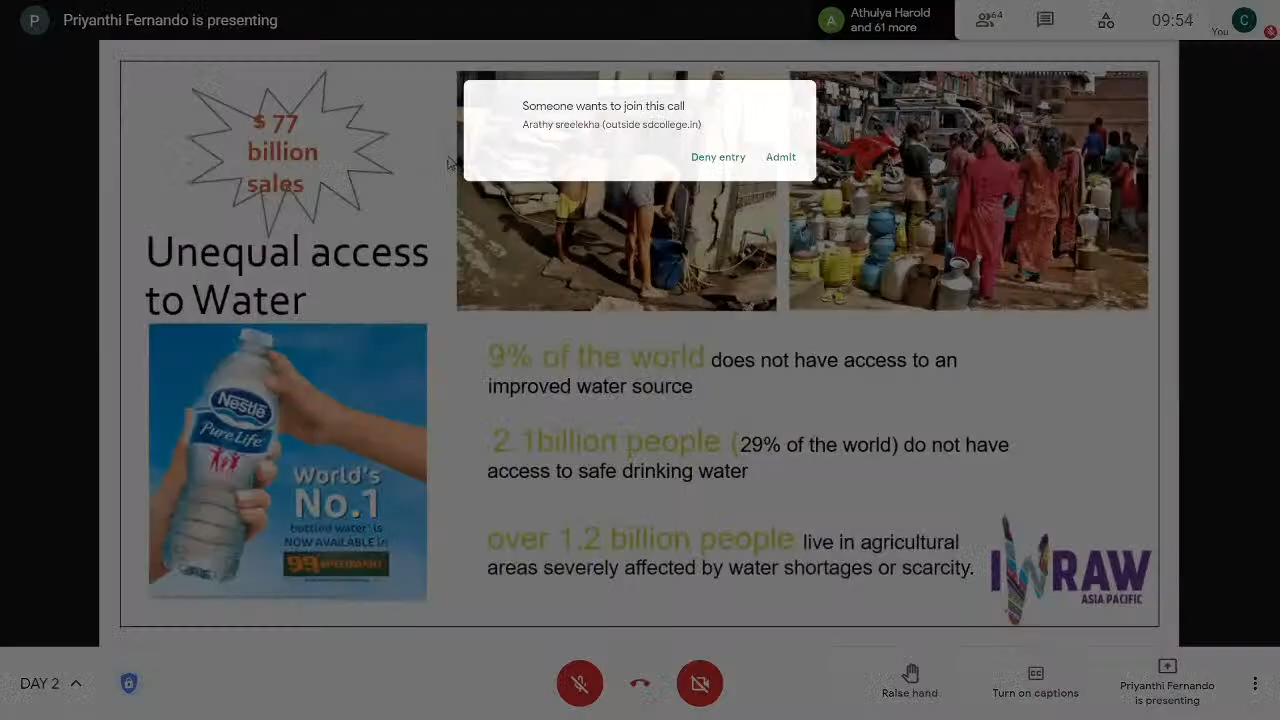 P
Priyanthi Fernando is presenting
A
Athulya Harold
and 61 more
64
09:54
You
C
Someone wants to join this call
Arathy sreelekha (outside sdcollege.in)
Deny entry
Admit
$ 77
billion
sales
Unequal access
to Water
Nestlé
Pure Life
World's
No.1
bottled water is
NOW AVAILABLE in
99 SPEEDMART
9% of the world does not have access to an
improved water source
2.1billion people (29% of the world) do not have
access to safe drinking water
over 1.2 billion people live in agricultural
areas severely affected by water shortages or scarcity.
IWRAW
ASIA PACIFIC
DAY 2
Raise hand
CC
Turn on captions
Priyanthi Fernando
is presenting